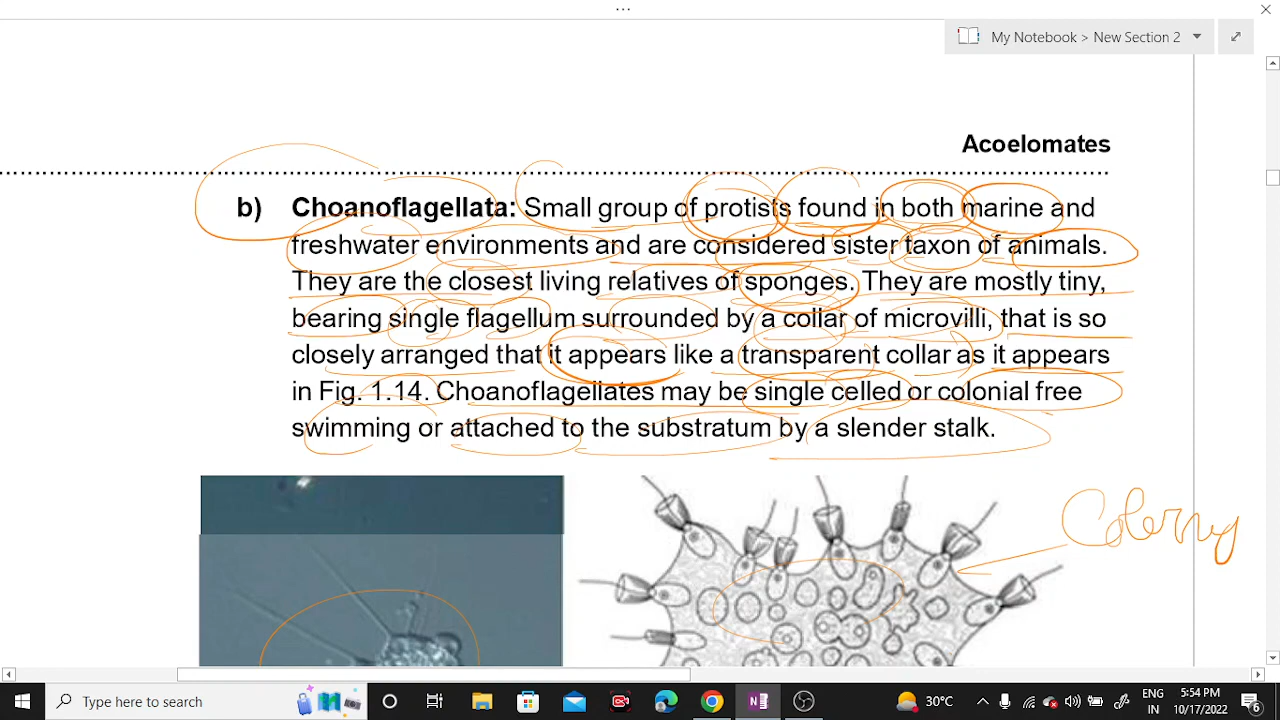 ...
My Notebook > New Section 2
Acoelomates
b) Choanoflagellata: Small group of protists found in both marine and
freshwater environments and are considered sister taxon of animals.
They are the closest living relatives of sponges. They are mostly tiny,
bearing single flagellum surrounded by a collar of microvilli, that is so
closely arranged that it appears like a transparent collar as it appears
in Fig. 1.14. Choanoflagellates may be single celled or colonial free
swimming or attached to the substratum by a slender stalk.
Type here to search
30°C
ENG
IN
5:54 PM
10/17/2022
6